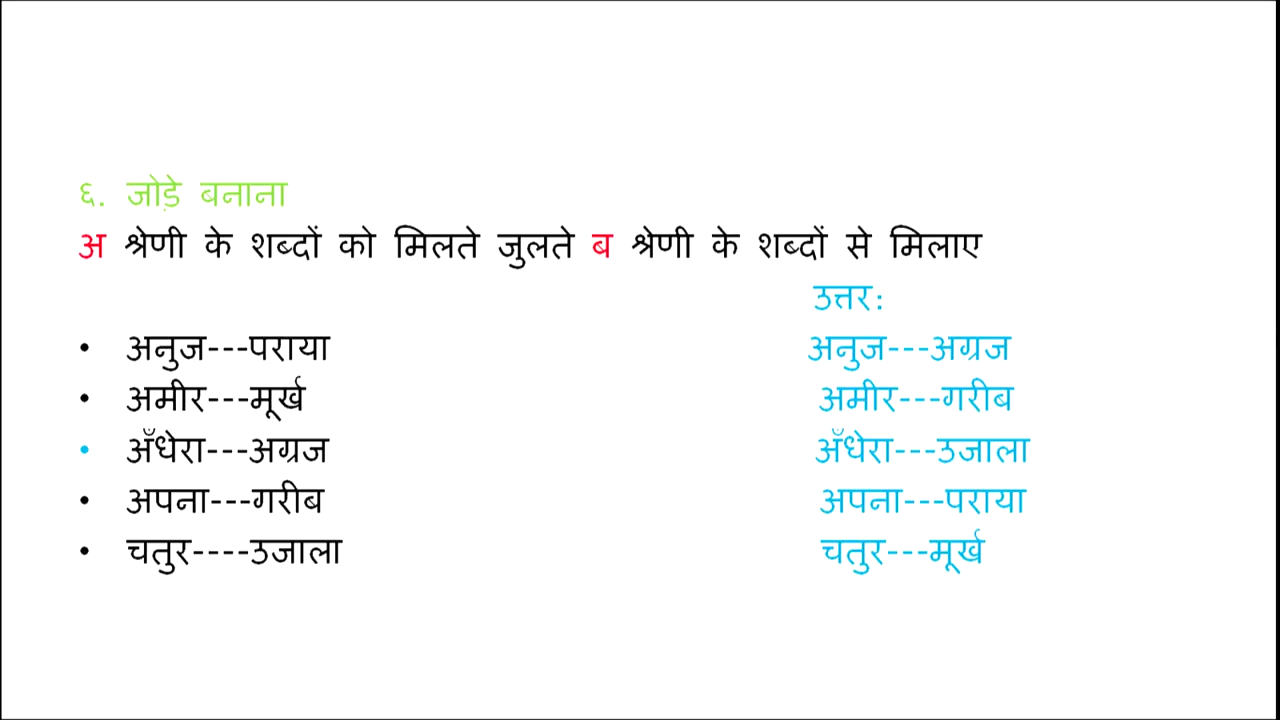 ६. जोड़े बनाना
अ श्रेणी के शब्दों को मिलते जुलते ब श्रेणी के शब्दों से मिलाए
उत्तर:
• अनुज---पराया अनुज---अग्रज
• अमीर---मूर्ख अमीर---गरीब
• अँधेरा---अग्रज अँधेरा---उजाला
• अपना---गरीब अपना---पराया
• चतुर----उजाला चतुर---मूर्ख